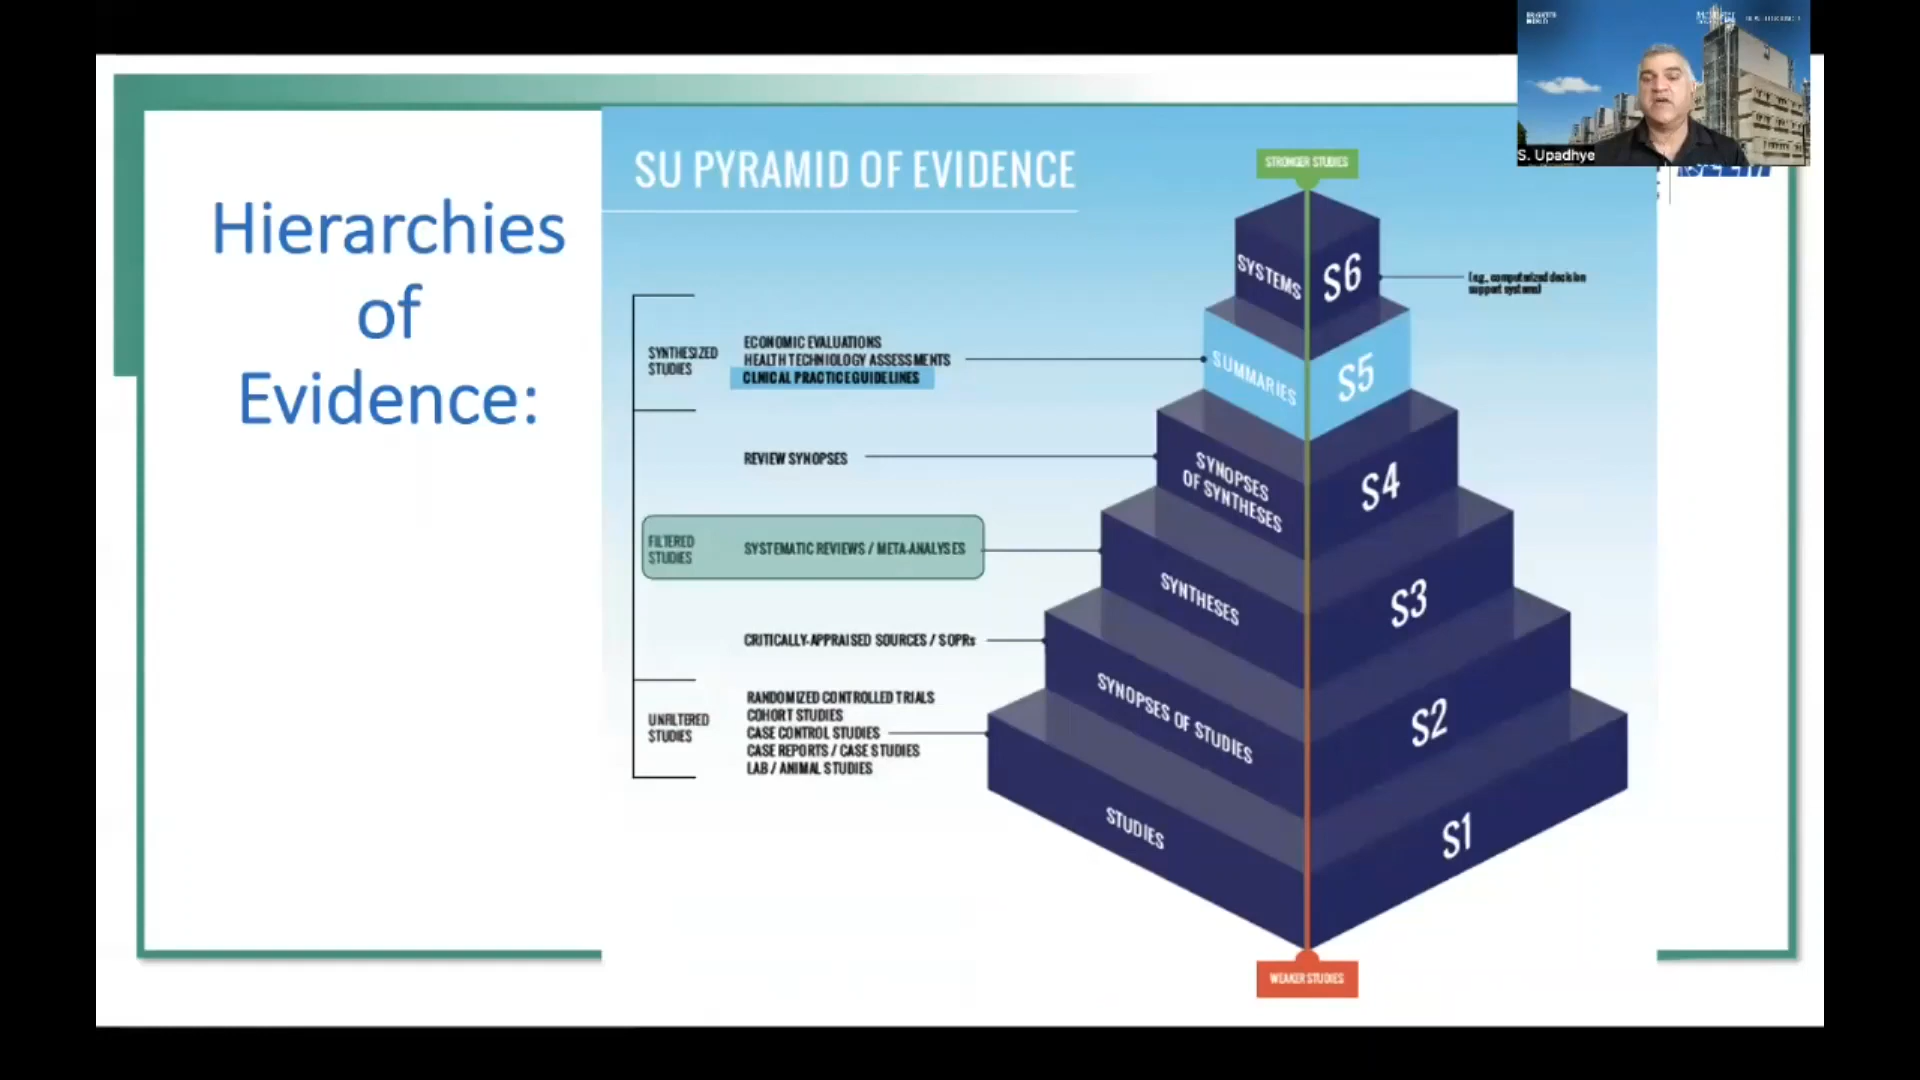 Hierarchies
of
Evidence:
SU PYRAMID OF EVIDENCE
STRONGER STUDIES
S. Upadhye
SYSTEMS
S6
(e.g., computerized decision
support systems)
SYNTHESIZED
STUDIES
ECONOMIC EVALUATIONS
HEALTH TECHNOLOGY ASSESSMENTS
CLNICAL PRACTICE GUIDELINES
SUMMARIES
S5
REVIEW SYNOPSES
SYNOPSES
OF SYNTHESES
S4
FILTERED
STUDIES
SYSTEMATIC REVIEWS / META-ANALYSES
SYNTHESES
S3
CRITICALLY-APPRAISED SOURCES / SOPRs
SYNOPSES OF STUDIES
S2
UNFILTERED
STUDIES
RANDOMIZED CONTROLLED TRIALS
COHORT STUDIES
CASE CONTROL STUDIES
CASE REPORTS / CASE STUDIES
LAB / ANIMAL STUDIES
STUDIES
S1
WEAKER STUDIES